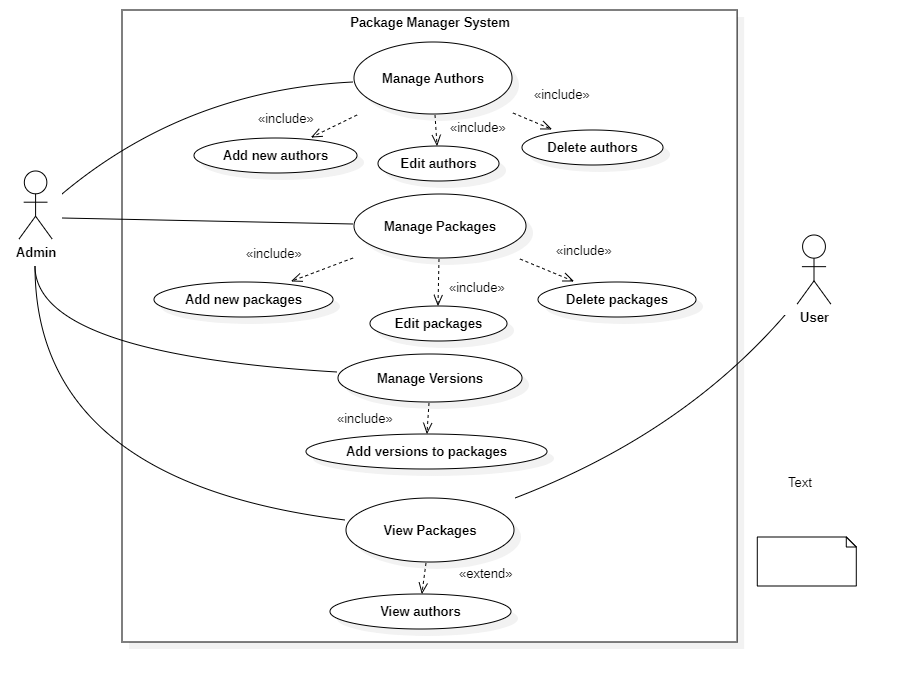 Package Manager System
Manage Authors
«include»
«include»
«include»
Add new authors
Edit authors
Delete authors
Manage Packages
Admin
«include»
«include»
«include»
Add new packages
Edit packages
Delete packages
User
Manage Versions
«include»
Add versions to packages
Text
View Packages
«extend»
View authors